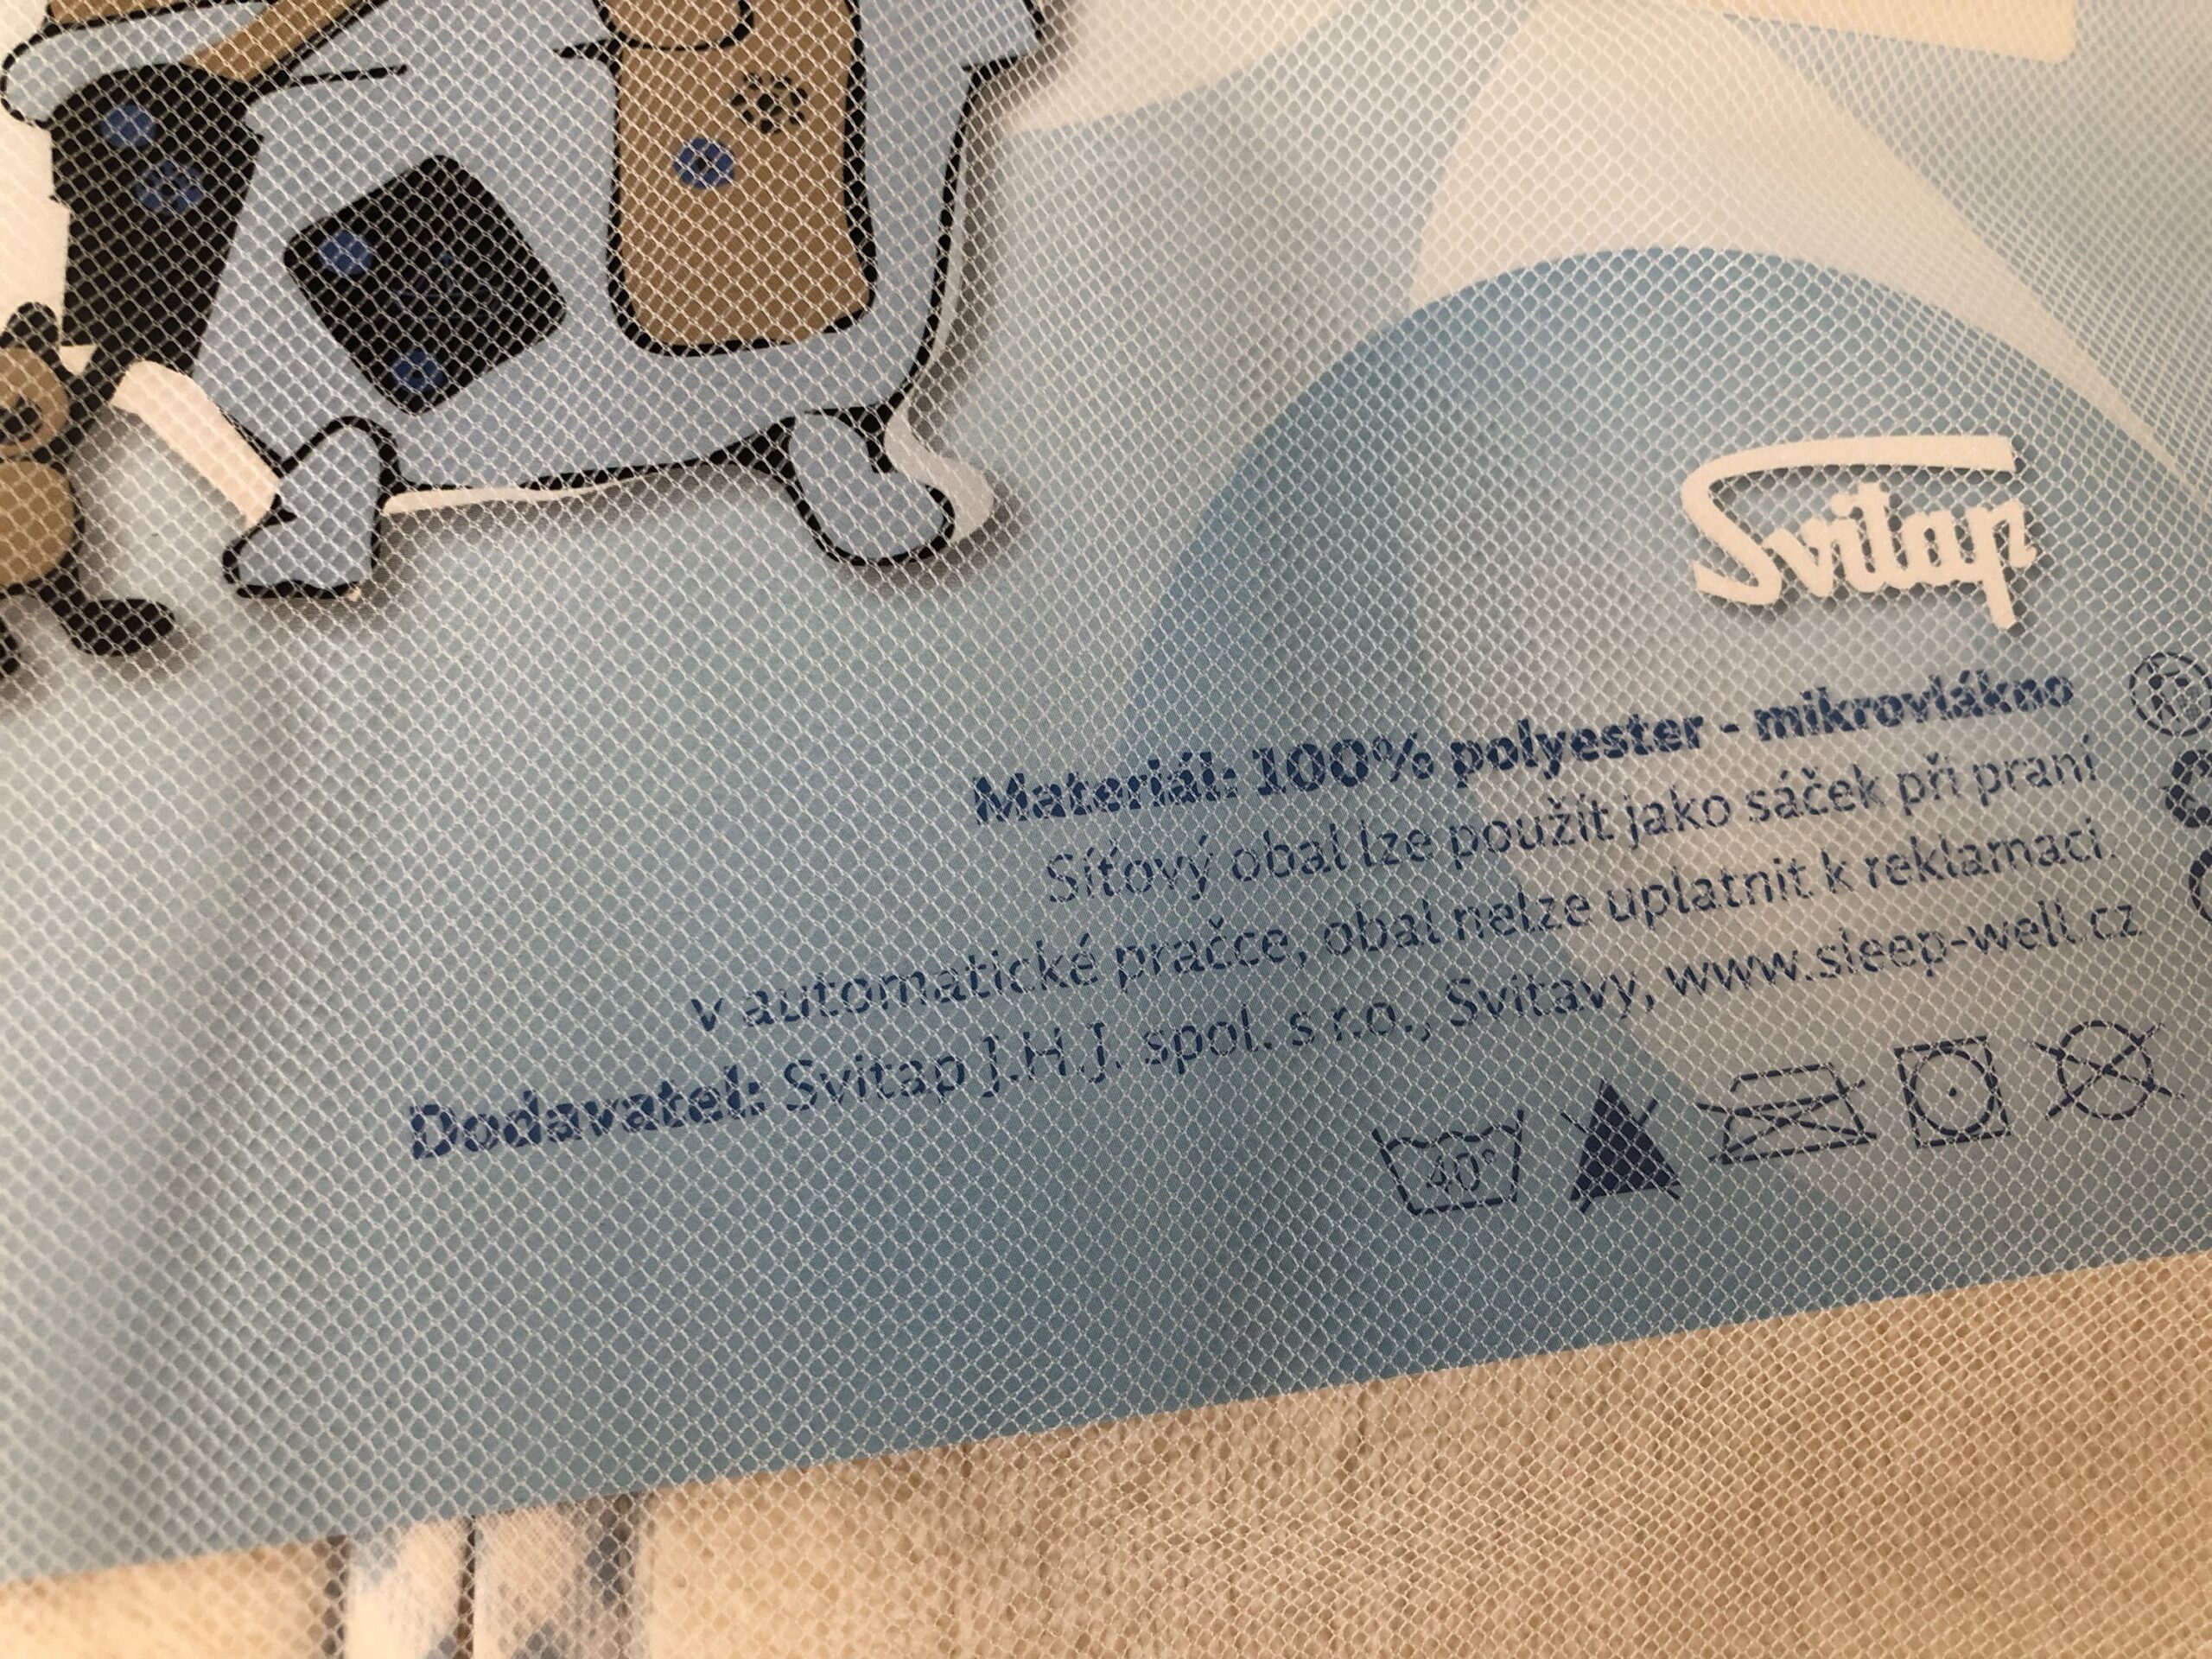 Svitap
Materiál: 100% polyester - mikrovlákno
Síťový obal lze použít jako sáček při praní
v automatické pračce, obal nelze uplatnit k reklamaci.
Dodavatel: Svitap J.H.J. spol. s r.o., Svitavy, www.sleep-well.cz
40°